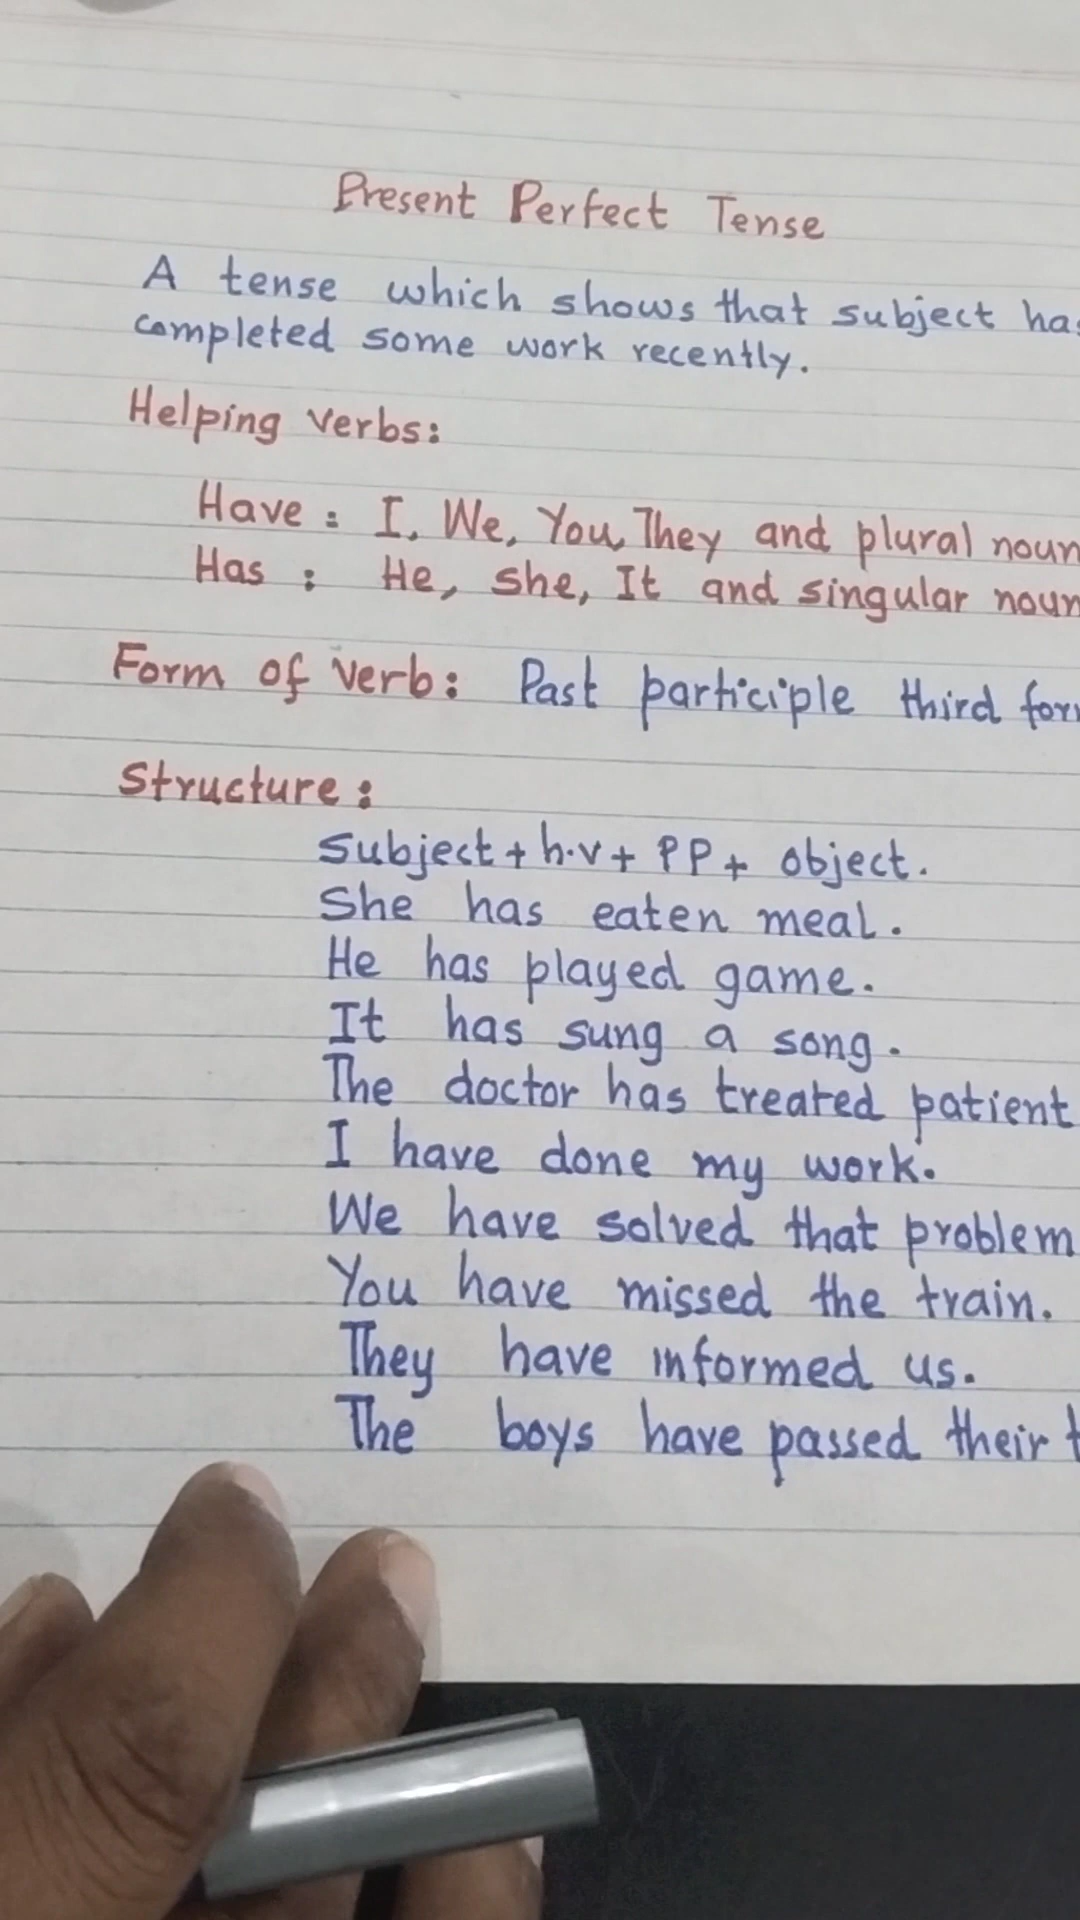 Present Perfect Tense
A tense which shows that subject has
completed some work recently.
Helping verbs:
Have : I, We, You, They and plural noun
Has : He, she, It and singular noun
Form of verb: Past participle third form
Structure:
Subject + h.v + PP + object.
She has eaten meal.
He has played game.
It has sung a song.
The doctor has treated patient
I have done my work.
We have solved that problem
You have missed the train.
They have informed us.
The boys have passed their